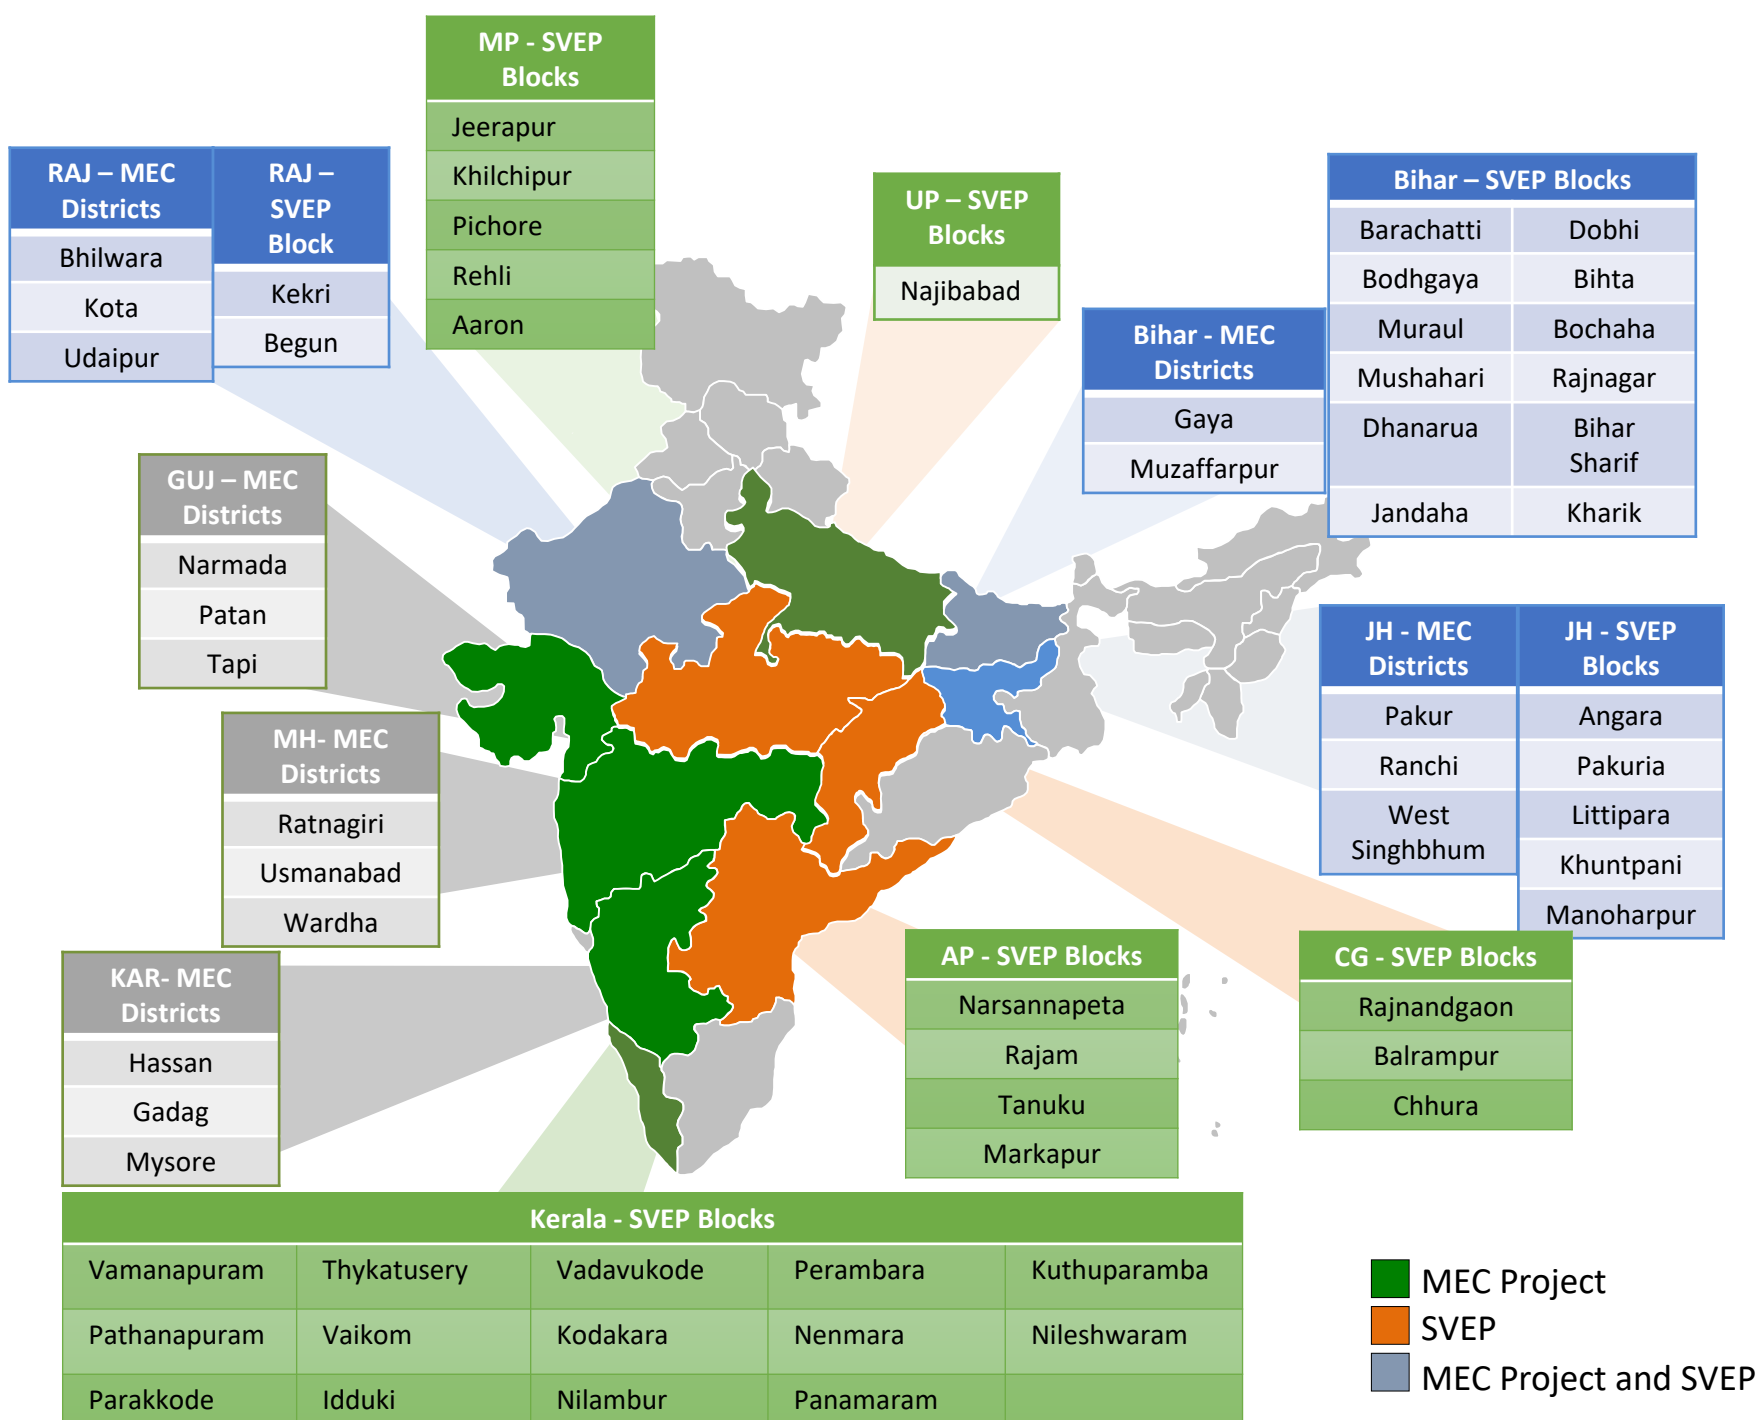 MP - SVEP
Blocks
Jeerapur
Khilchipur
Pichore
Rehli
Aaron
RAJ – MEC
Districts
Bhilwara
Kota
Udaipur
RAJ –
SVEP
Block
Kekri
Begun
UP – SVEP
Blocks
Najibabad
Bihar - MEC
Districts
Gaya
Muzaffarpur
Bihar – SVEP Blocks
Barachatti Dobhi
Bodhgaya Bihta
Muraul Bochaha
Mushahari Rajnagar
Dhanarua Bihar
Sharif
Jandaha Kharik
GUJ – MEC
Districts
Narmada
Patan
Tapi
JH - MEC
Districts
Pakur
Ranchi
West
Singhbhum
JH - SVEP
Blocks
Angara
Pakuria
Littipara
Khuntpani
Manoharpur
MH- MEC
Districts
Ratnagiri
Usmanabad
Wardha
KAR- MEC
Districts
Hassan
Gadag
Mysore
AP - SVEP Blocks
Narsannapeta
Rajam
Tanuku
Markapur
CG - SVEP Blocks
Rajnandgaon
Balrampur
Chhura
Kerala - SVEP Blocks
Vamanapuram Thykatusery Vadavukode Perambara Kuthuparamba
Pathanapuram Vaikom Kodakara Nenmara Nileshwaram
Parakkode Idduki Nilambur Panamaram
MEC Project
SVEP
MEC Project and SVEP